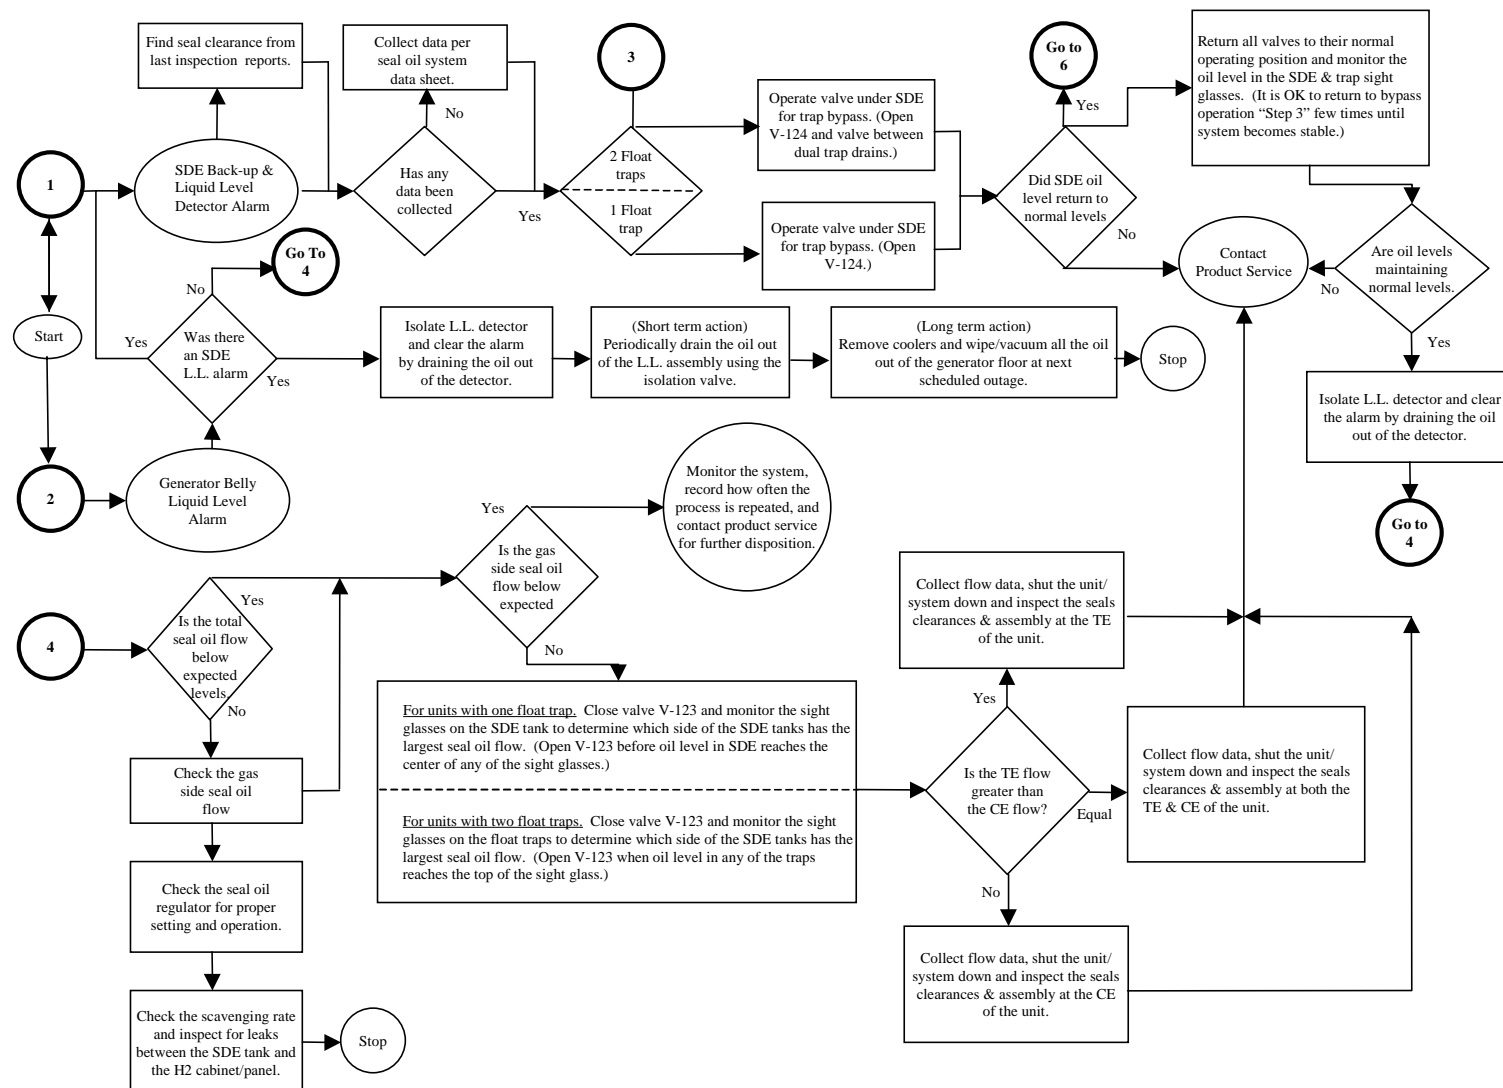 Find seal clearance from
last inspection reports.
Collect data per
seal oil system
data sheet.
3
Go to
6
Return all valves to their normal
operating position and monitor the
oil level in the SDE & trap sight
glasses. (It is OK to return to bypass
operation “Step 3” few times until
system becomes stable.)
Yes
No
Operate valve under SDE
for trap bypass. (Open
V-124 and valve between
dual trap drains.)
1
SDE Back-up &
Liquid Level
Detector Alarm
Has any
data been
collected
Yes
2 Float
traps
1 Float
trap
Did SDE oil
level return to
normal levels
No
Operate valve under SDE
for trap bypass. (Open
V-124.)
Contact
Product Service
Are oil levels
maintaining
normal levels.
No
Yes
Go To
4
No
Start
Yes
Was there
an SDE
L.L. alarm
Yes
Isolate L.L. detector
and clear the alarm
by draining the oil out
of the detector.
(Short term action)
Periodically drain the oil out
of the L.L. assembly using the
isolation valve.
(Long term action)
Remove coolers and wipe/vacuum all the oil
out of the generator floor at next
scheduled outage.
Stop
Isolate L.L. detector and clear
the alarm by draining the oil
out of the detector.
Go to
4
2
Generator Belly
Liquid Level
Alarm
Monitor the system,
record how often the
process is repeated, and
contact product service
for further disposition.
Yes
Is the gas
side seal oil
flow below
expected
No
4
Yes
Is the total
seal oil flow
below
expected
levels.
No
Collect flow data, shut the unit/
system down and inspect the seals
clearances & assembly at the TE
of the unit.
Yes
For units with one float trap. Close valve V-123 and monitor the sight
glasses on the SDE tank to determine which side of the SDE tanks has the
largest seal oil flow. (Open V-123 before oil level in SDE reaches the
center of any of the sight glasses.)
For units with two float traps. Close valve V-123 and monitor the sight
glasses on the float traps to determine which side of the SDE tanks has the
largest seal oil flow. (Open V-123 when oil level in any of the traps
reaches the top of the sight glass.)
Is the TE flow
greater than
the CE flow?
Equal
No
Collect flow data, shut the unit/
system down and inspect the seals
clearances & assembly at both the
TE & CE of the unit.
Check the gas
side seal oil
flow
Check the seal oil
regulator for proper
setting and operation.
Collect flow data, shut the unit/
system down and inspect the seals
clearances & assembly at the CE
of the unit.
Check the scavenging rate
and inspect for leaks
between the SDE tank and
the H2 cabinet/panel.
Stop